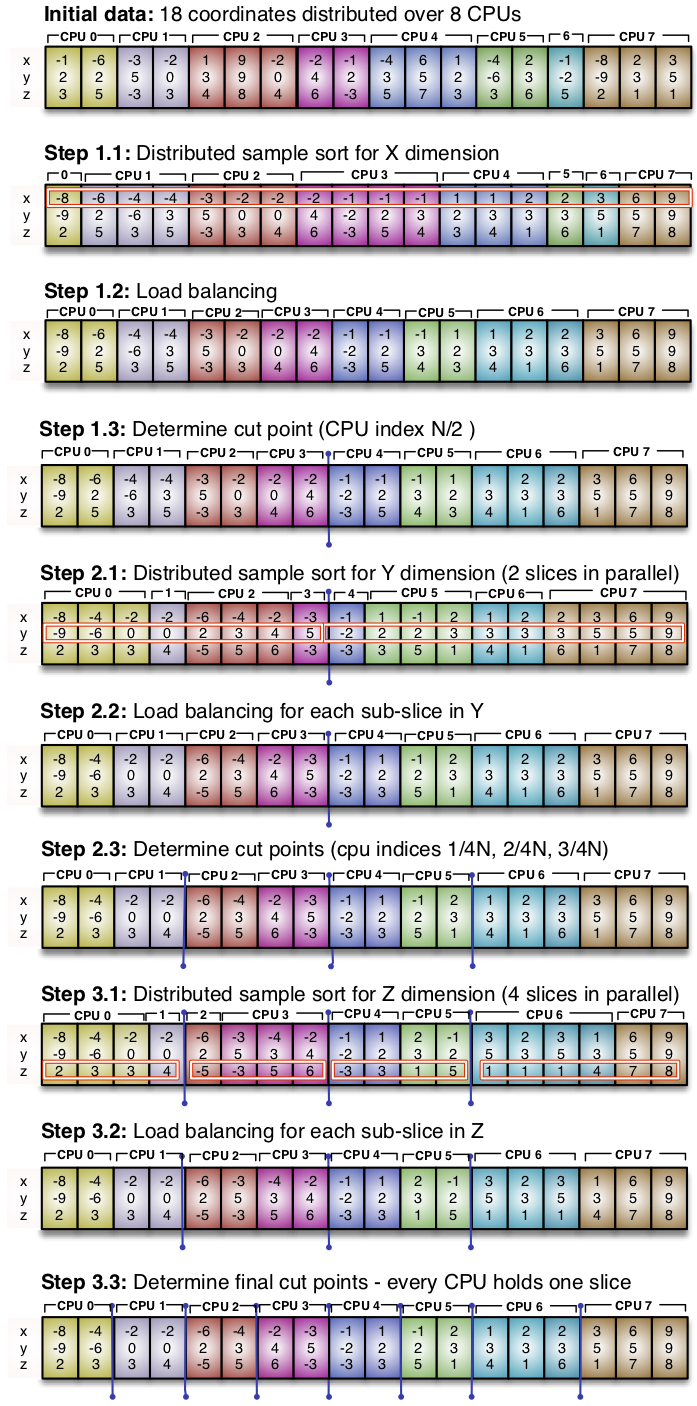 Initial data: 18 coordinates distributed over 8 CPUs
CPU 0 CPU 1 CPU 2 CPU 3 CPU 4 CPU 5 6 CPU 7
x -1 -6 -3 -2 1 9 -2 -2 -1 -4 6 1 -4 2 -1 -8 2 3
y 2 2 5 0 3 9 0 4 2 3 5 2 -6 3 -2 -9 3 5
z 3 5 5 0 4 8 4 6 -3 5 7 3 3 6 5 2 1 1
Step 1.1: Distributed sample sort for X dimension
0 CPU 1 CPU 2 CPU 3 CPU 4 5 6 CPU 7
x -8 -6 -4 -4 -3 -2 -2 -2 -1 -1 -1 1 1 2 2 3 6 9
y -9 2 -6 3 5 0 0 4 -2 2 3 2 3 3 3 5 5 9
z 2 5 3 5 -3 3 4 6 -3 5 4 3 4 1 6 1 7 8
Step 1.2: Load balancing
CPU 0 CPU 1 CPU 2 CPU 3 CPU 4 CPU 5 CPU 6 CPU 7
x -8 -6 -4 -4 -3 -2 -2 -2 -1 -1 -1 1 1 2 2 3 6 9
y -9 2 -6 3 5 0 0 4 -2 2 3 2 3 3 3 5 5 9
z 2 5 3 5 -3 3 4 6 -3 5 4 3 4 1 6 1 7 8
Step 1.3: Determine cut point (CPU index N/2 )
CPU 0 CPU 1 CPU 2 CPU 3 CPU 4 CPU 5 CPU 6 CPU 7
x -8 -6 -4 -4 -3 -2 -2 -2 -1 -1 -1 1 1 2 2 3 6 9
y -9 2 -6 3 5 0 0 4 -2 2 3 2 3 3 3 5 5 9
z 2 5 3 5 -3 3 4 6 -3 5 4 3 4 1 6 1 7 8
Step 2.1: Distributed sample sort for Y dimension (2 slices in parallel)
CPU 0 1 CPU 2 3 4 CPU 5 CPU 6 CPU 7
x -8 -4 -2 -2 -6 -4 -2 -3 -1 1 -1 2 1 2 2 3 6 9
y -9 -6 0 0 2 3 4 5 -2 2 2 3 3 3 3 5 5 9
z 2 3 3 4 -5 5 6 -3 -3 3 5 1 4 1 6 1 7 8
Step 2.2: Load balancing for each sub-slice in Y
CPU 0 CPU 1 CPU 2 CPU 3 CPU 4 CPU 5 CPU 6 CPU 7
x -8 -4 -2 -2 -6 -4 -2 -3 -1 1 -1 2 1 2 2 3 6 9
y -9 -6 0 0 2 3 4 5 -2 2 2 3 3 3 3 5 5 9
z 2 3 3 4 -5 5 6 -3 -3 3 5 1 4 1 6 1 7 8
Step 2.3: Determine cut points (cpu indices 1/4N, 2/4N, 3/4N)
CPU 0 CPU 1 CPU 2 CPU 3 CPU 4 CPU 5 CPU 6 CPU 7
x -8 -4 -2 -2 -6 -4 -2 -3 -1 1 -1 2 1 2 2 3 6 9
y -9 -6 0 0 2 3 4 5 -2 2 2 3 3 3 3 5 5 9
z 2 3 3 4 -5 5 6 -3 -3 3 5 1 4 1 6 1 7 8
Step 3.1: Distributed sample sort for Z dimension (4 slices in parallel)
CPU 0 1 2 CPU 3 CPU 4 CPU 5 CPU 6 CPU 7
x -8 -4 -2 -2 -6 -3 -4 -2 -1 1 2 -1 3 2 2 1 6 9
y -9 -6 0 0 2 5 3 4 -2 2 3 2 5 3 5 3 5 9
z 2 3 3 4 -5 -3 5 6 -3 3 1 5 1 1 1 4 7 8
Step 3.2: Load balancing for each sub-slice in Z
CPU 0 CPU 1 CPU 2 CPU 3 CPU 4 CPU 5 CPU 6 CPU 7
x -8 -4 -2 -2 -6 -3 -4 -2 -1 1 2 -1 3 2 2 1 6 9
y -9 -6 0 0 2 5 3 4 -2 2 3 2 5 3 5 3 5 9
z 2 3 3 4 -5 -3 5 6 -3 3 1 5 1 1 1 4 7 8
Step 3.3: Determine final cut points - every CPU holds one slice
CPU 0 CPU 1 CPU 2 CPU 3 CPU 4 CPU 5 CPU 6 CPU 7
x -8 -4 -2 -2 -6 -4 -2 -3 -1 1 -1 2 1 2 2 3 6 9
y -9 -6 0 0 2 3 4 5 -2 2 2 3 3 3 3 5 5 9
z 2 3 3 4 -5 5 6 -3 -3 3 5 1 4 1 6 1 7 8